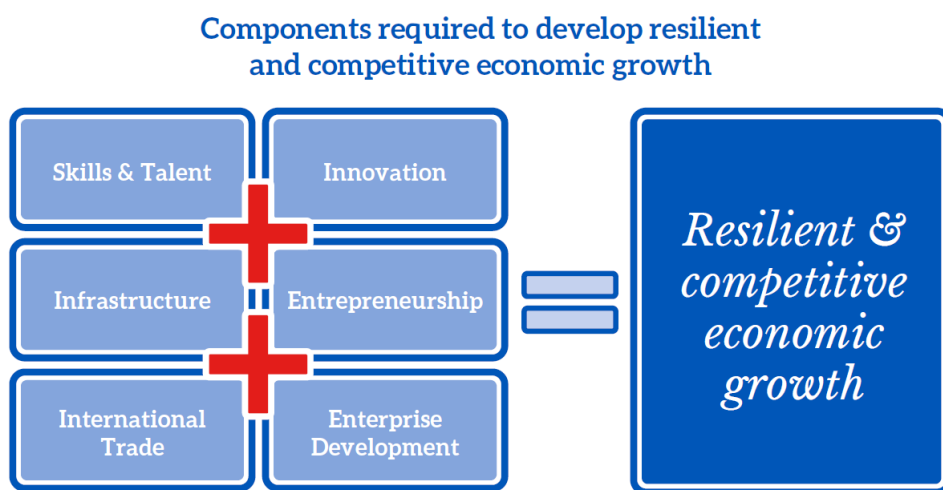 Components required to develop resilient
and competitive economic growth
Skills & Talent
Innovation
Infrastructure
Entrepreneurship
International
Trade
Enterprise
Development
Resilient &
competitive
economic
growth